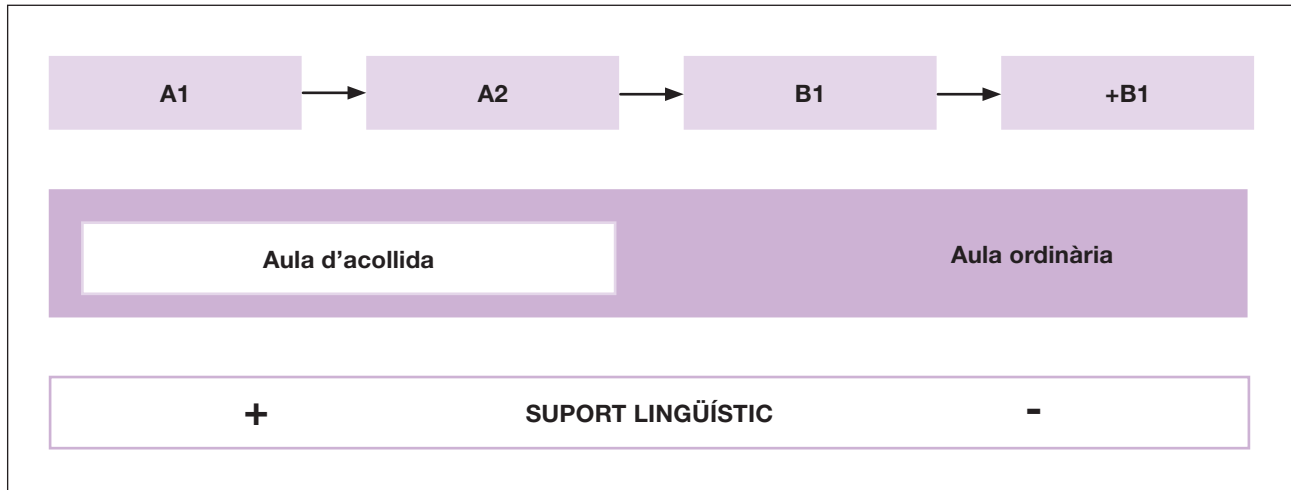 A1 A2 B1 +B1
Aula d’acollida Aula ordinària
+ SUPORT LINGÜÍSTIC -